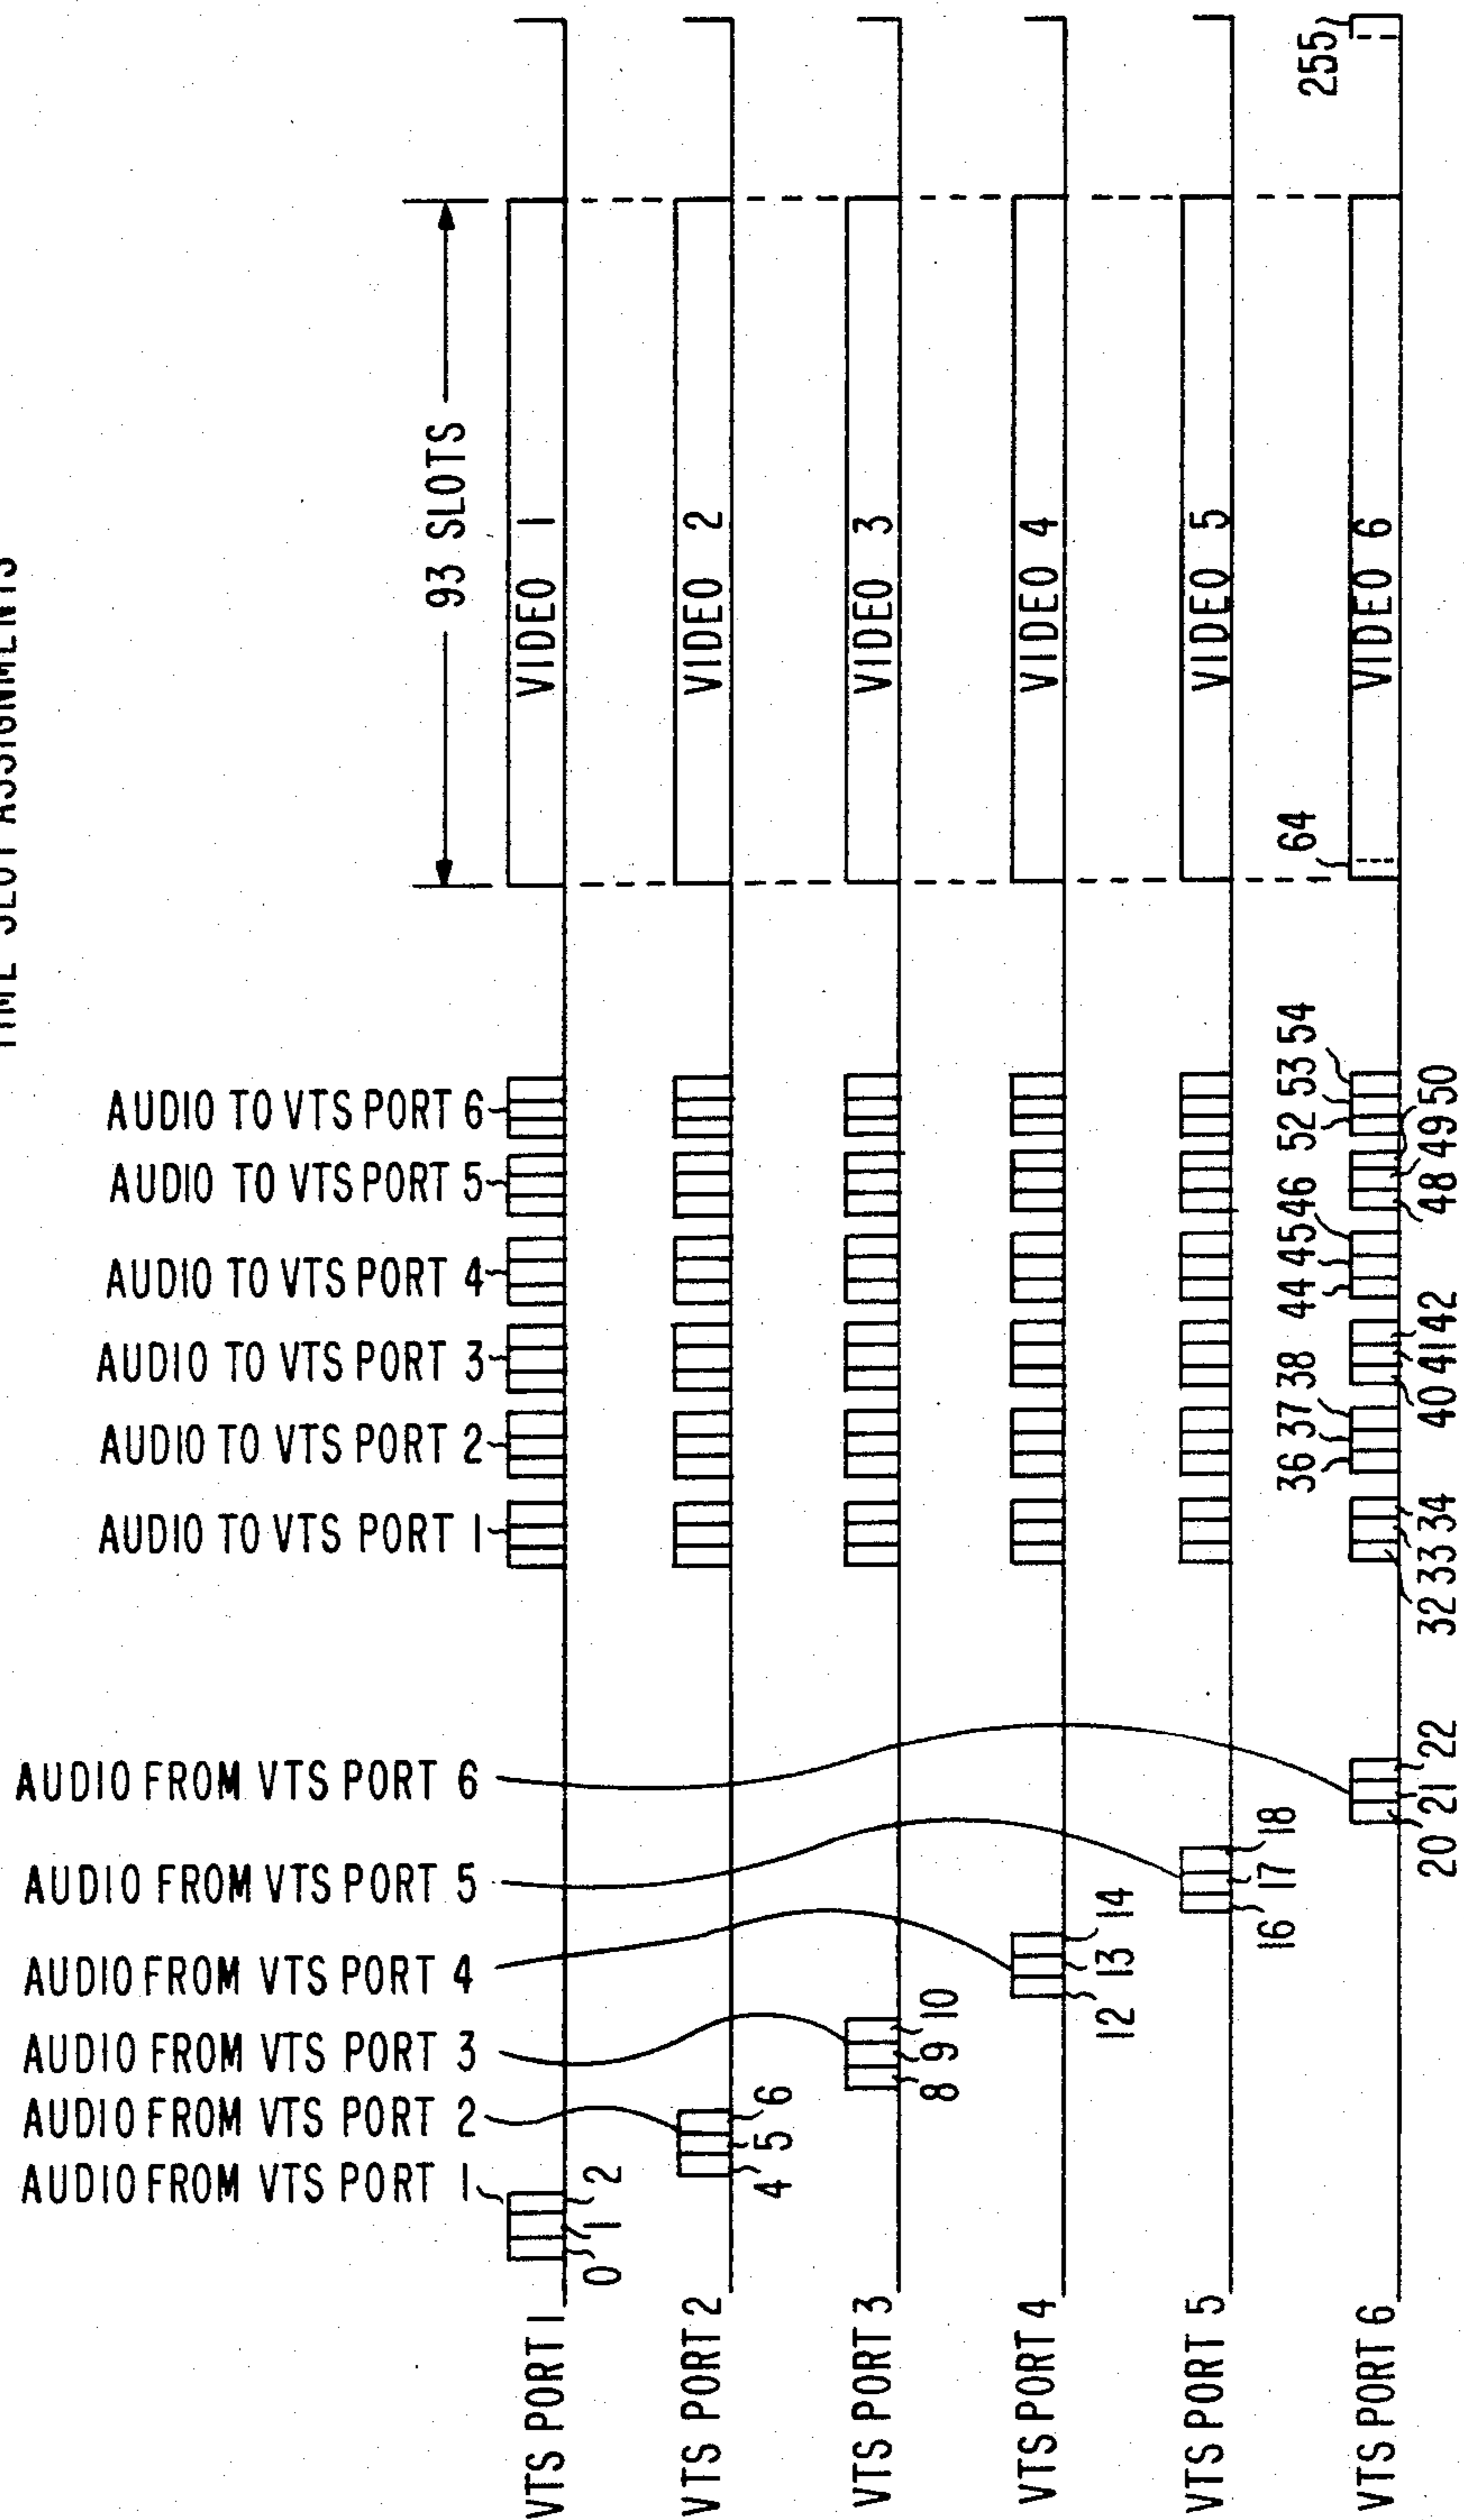 TIME SLOT ASSIGNMENTS
AUDIO FROM VTS PORT 1
AUDIO FROM VTS PORT 2
AUDIO FROM VTS PORT 3
AUDIO FROM VTS PORT 4
AUDIO FROM VTS PORT 5
AUDIO FROM VTS PORT 6
AUDIO TO VTS PORT 1
AUDIO TO VTS PORT 2
AUDIO TO VTS PORT 3
AUDIO TO VTS PORT 4
AUDIO TO VTS PORT 5
AUDIO TO VTS PORT 6
93 SLOTS
VTS PORT 1
0 1 2
VIDEO 1
VTS PORT 2
4 5 6
VIDEO 2
VTS PORT 3
8 9 10
VIDEO 3
VTS PORT 4
12 13 14
VIDEO 4
VTS PORT 5
16 17 18
VIDEO 5
36 37 38 44 45 46 52 53 54 64 255
VTS PORT 6
VIDEO 6
20 21 22 32 33 34 40 41 42 48 49 50